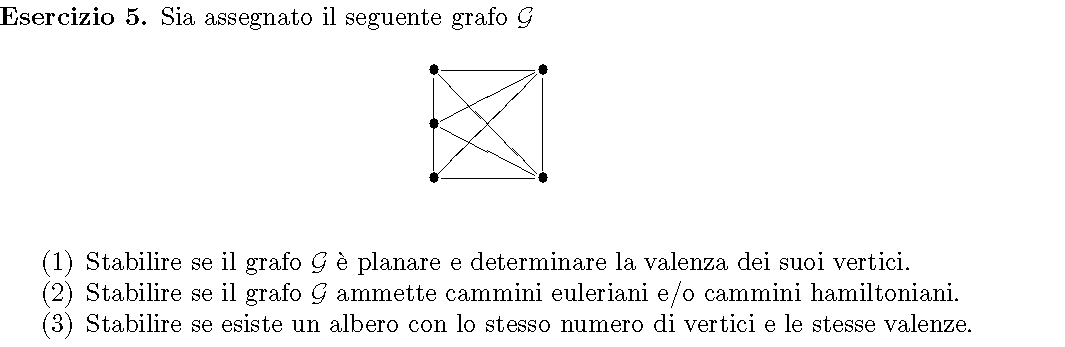 Esercizio 5. Sia assegnato il seguente grafo 𝒢
(1) Stabilire se il grafo 𝒢 è planare e determinare la valenza dei suoi vertici.
(2) Stabilire se il grafo 𝒢 ammette cammini euleriani e/o cammini hamiltoniani.
(3) Stabilire se esiste un albero con lo stesso numero di vertici e le stesse valenze.